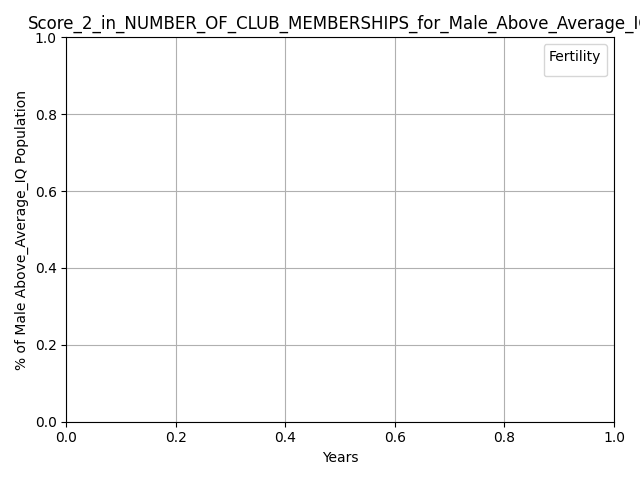 Score_2_in_NUMBER_OF_CLUB_MEMBERSHIPS_for_Male_Above_Average_I
Fertility
% of Male Above_Average_IQ Population
1.0
0.8
0.6
0.4
0.2
0.0
0.0 0.2 0.4 0.6 0.8 1.0
Years